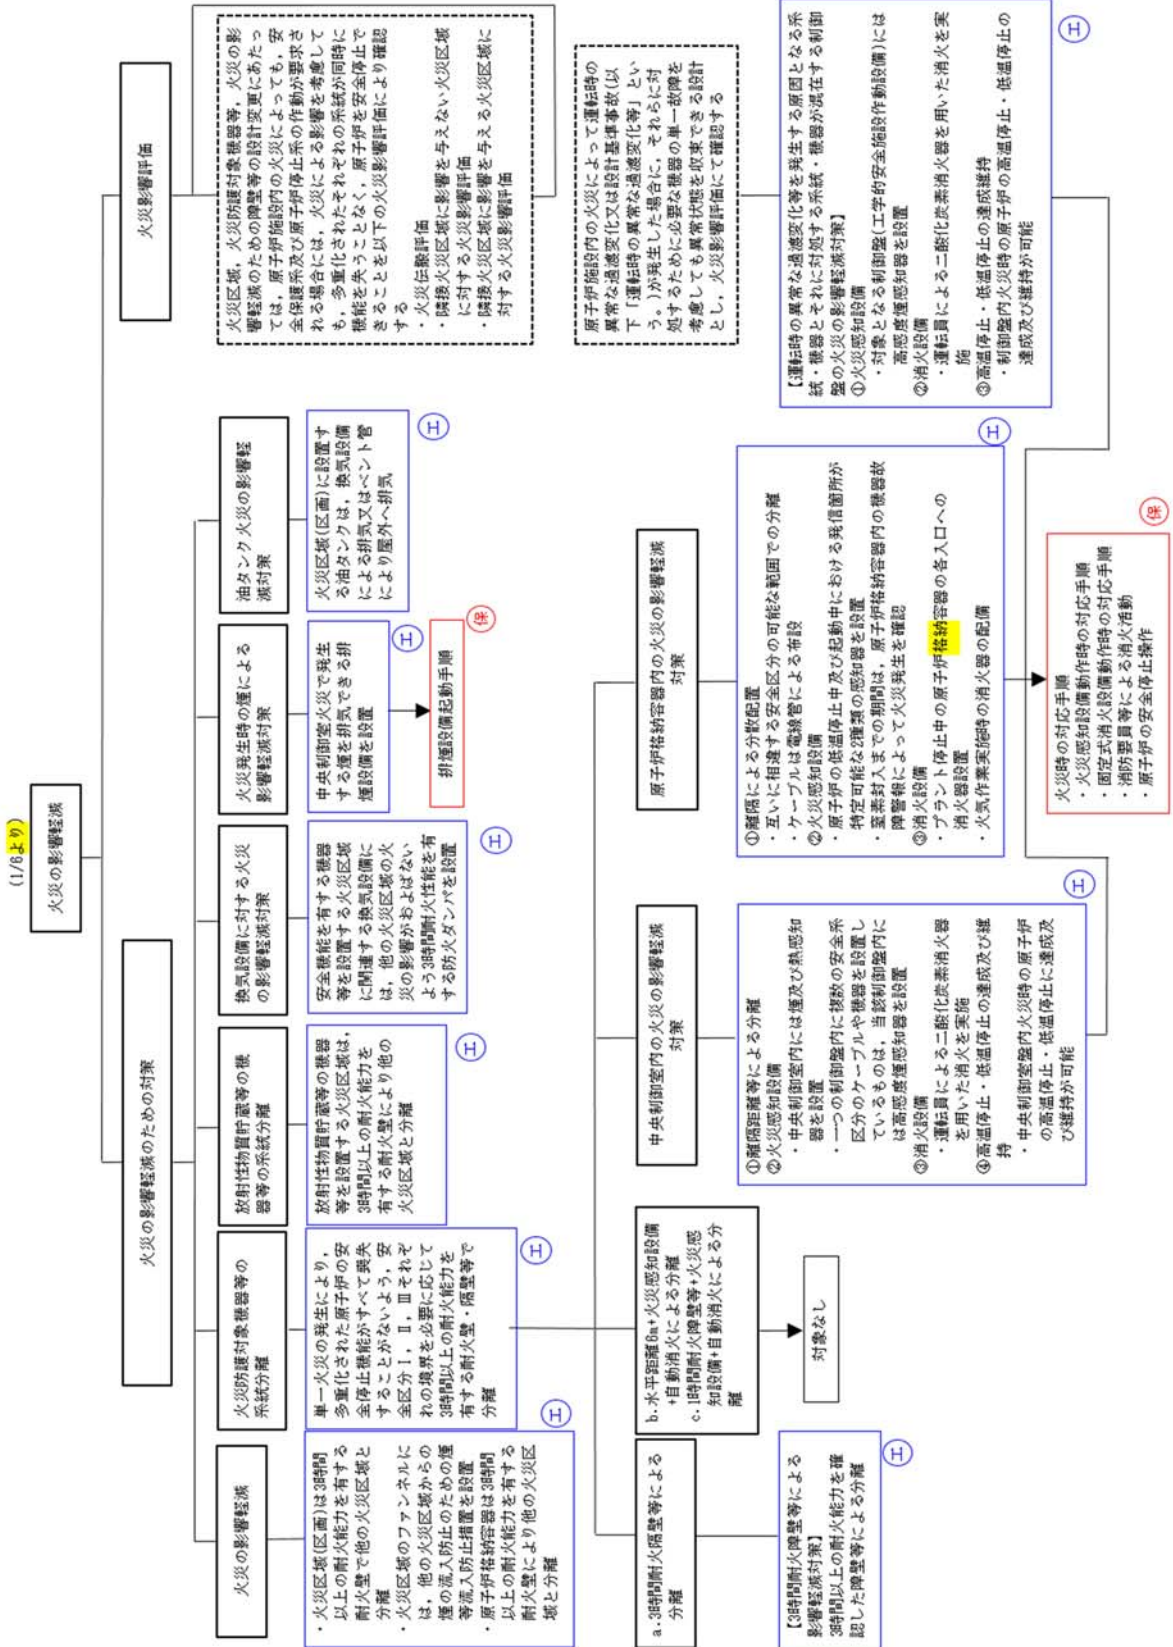 (1/6より)
火災の影響軽減
火災の影響軽減のための対策
火災影響評価
火災の影響軽減
・火災区域(区画)は3時間
以上の耐火能力を有する
耐火壁で他の火災区域と
分離
・火災区域のファンネルに
は，他の火災区域からの
煙の流入防止のための煙
等流入防止措置を設置
・原子炉格納容器は3時間
以上の耐火能力を有する
耐火壁により他の火災区
域と分離
エ
火災防護対象機器等の
系統分離
単一火災の発生により，
多重化された原子炉の安
全停止機能がすべて喪失
することがないよう，安
全区分Ⅰ，Ⅱ，Ⅲそれぞ
れの境界を必要に応じて
3時間以上の耐火能力を
有する耐火壁・隔壁等で
分離
エ
放射性物質貯蔵等の機
器等の系統分離
放射性物質貯蔵等の機器
等を設置する火災区域は，
3時間以上の耐火能力を
有する耐火壁により他の
火災区域と分離
エ
換気設備に対する火災
の影響軽減対策
安全機能を有する機器
等を設置する火災区域
に関連する換気設備に
は，他の火災区域の火
災の影響がおよばない
よう3時間耐火性能を有
する防火ダンパを設置
エ
火災発生時の煙による
影響軽減対策
中央制御室火災で発生
する煙を排気できる排
煙設備を設置
エ
排煙設備起動手順
保
油タンク火災の影響軽
減対策
火災区域(区画)に設置す
る油タンクは，換気設備
による排気又はベント管
により屋外へ排気
エ
火災区域，火災防護対象機器等，火災の影
響軽減のための障壁等の設計変更にあたっ
ては，原子炉施設内の火災によっても，安
全保護系及び原子炉停止系の作動が要求さ
れる場合には，火災による影響を考慮して
も，多重化されたそれぞれの系統が同時に
機能を失うことなく，原子炉を安全停止で
きることを以下の火災影響評価により確認
する
・火災伝播評価
・隣接火災区域に影響を与えない火災区域
に対する火災影響評価
・隣接火災区域に影響を与える火災区域に
対する火災影響評価
a.3時間耐火隔壁等による
分離
【3時間耐火障壁等による
影響軽減対策】
3時間以上の耐火能力を確
認した障壁等による分離
エ
b.水平距離6m+火災感知設備
+自動消火による分離
c.1時間耐火障壁等+火災感
知設備+自動消火による分
離
対象なし
中央制御室内の火災の影響軽減
対策
①離隔距離等による分離
②火災感知設備
・中央制御室内には煙及び熱感知
器を設置
・一つの制御盤内に複数の安全系
区分のケーブルや機器を設置し
ているものは，当該制御盤内に
は高感度煙感知器を設置
③消火設備
・運転員による二酸化炭素消火器
を用いた消火を実施
④高温停止・低温停止の達成及び維
持
・中央制御室盤内火災時の原子炉
の高温停止・低温停止に達成及
び維持が可能
エ
原子炉格納容器内の火災の影響軽減
対策
①離隔による分散配置
・互いに相違する安全区分の可能な範囲での分離
・ケーブルは電線管による布設
②火災感知設備
・原子炉の低温停止中及び起動中における発信箇所が
特定可能な2種類の感知器を設置
・窒素封入までの期間は，原子炉格納容器内の機器故
障警報によって火災発生を確認
③消火設備
・プラント停止中の原子炉格納容器の各入口への
消火器設置
・火気作業実施時の消火器の配備
エ
原子炉施設内の火災によって運転時の
異常な過渡変化又は設計基準事故(以
下「運転時の異常な過渡変化等」とい
う。)が発生した場合に，それらに対
処するために必要な機器の単一故障を
考慮しても異常状態を収束できる設計
とし，火災影響評価にて確認する
【運転時の異常な過渡変化等を発生する原因となる系
統・機器とそれに対処する系統・機器が混在する制御
盤の火災の影響軽減対策】
①火災感知設備
・対象となる制御盤(工学的安全施設作動設備)には
高感度煙感知器を設置
②消火設備
・運転員による二酸化炭素消火器を用いた消火を実
施
③高温停止・低温停止の達成維持
・制御盤内火災時の原子炉の高温停止・低温停止の
達成及び維持が可能
エ
火災時の対応手順
・火災感知設備動作時の対応手順
・固定式消火設備動作時の対応手順
・消防要員等による消火活動
・原子炉の安全停止操作
保